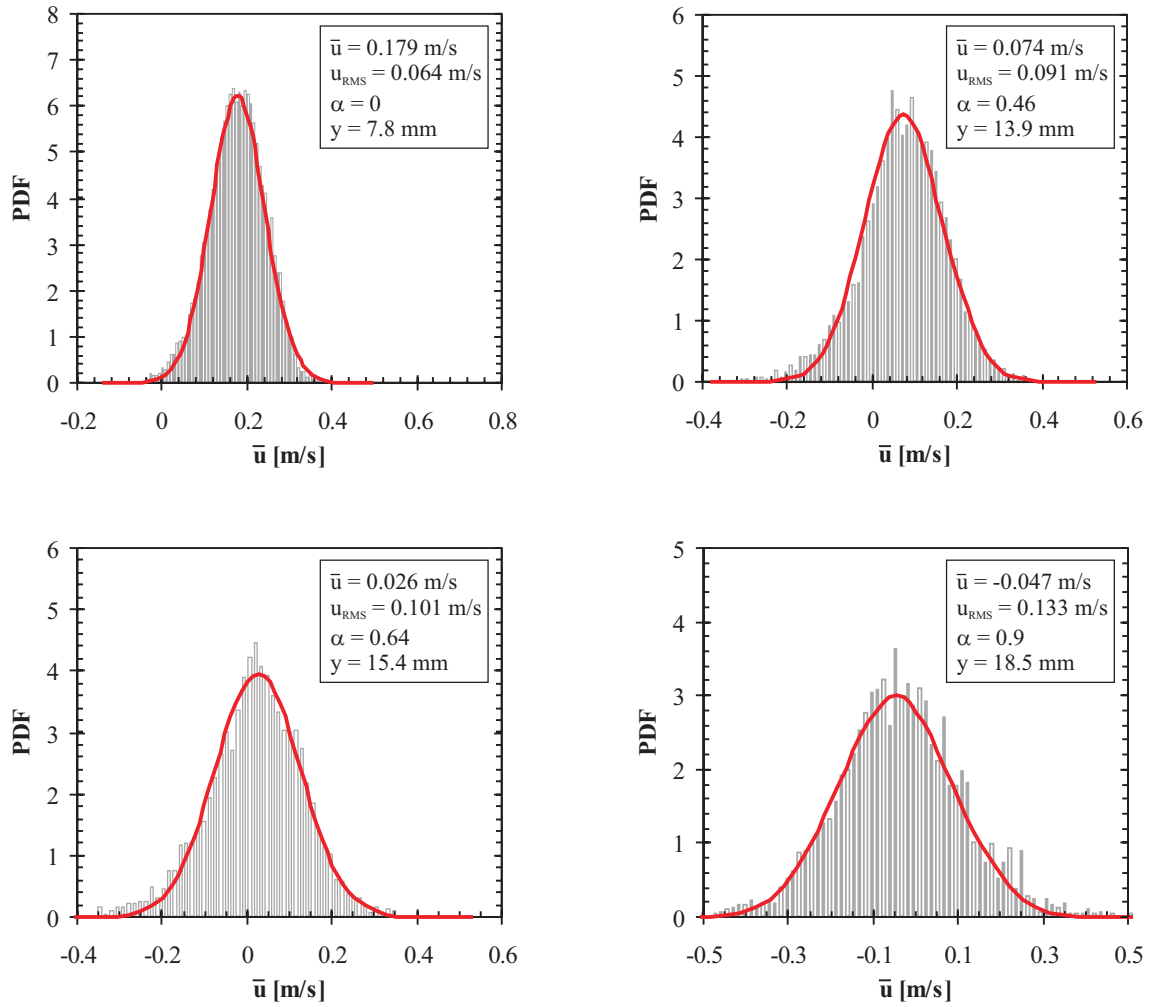 8
7
6
5
4
3
2
1
0
PDF
ū = 0.179 m/s
u_RMS = 0.064 m/s
α = 0
y = 7.8 mm
-0.2 0 0.2 0.4 0.6 0.8
ū [m/s]
6
5
4
3
2
1
0
PDF
ū = 0.074 m/s
u_RMS = 0.091 m/s
α = 0.46
y = 13.9 mm
-0.4 -0.2 0 0.2 0.4 0.6
ū [m/s]
6
5
4
3
2
1
0
PDF
ū = 0.026 m/s
u_RMS = 0.101 m/s
α = 0.64
y = 15.4 mm
-0.4 -0.2 0 0.2 0.4 0.6
ū [m/s]
5
4
3
2
1
0
PDF
ū = -0.047 m/s
u_RMS = 0.133 m/s
α = 0.9
y = 18.5 mm
-0.5 -0.3 -0.1 0.1 0.3 0.5
ū [m/s]